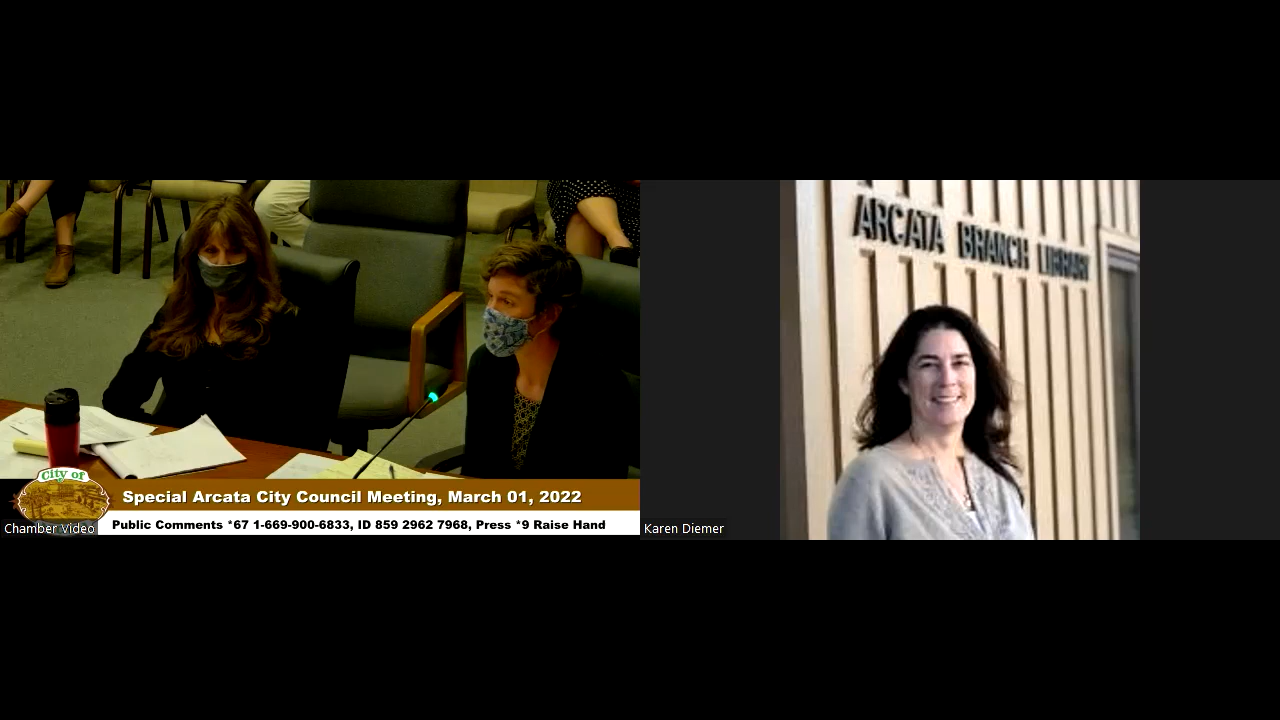 ARCATA BRANCH LIBRARY
City of
Special Arcata City Council Meeting, March 01, 2022
Public Comments *67 1-669-900-6833, ID 859 2962 7968, Press *9 Raise Hand
Chamber Video
Karen Diemer